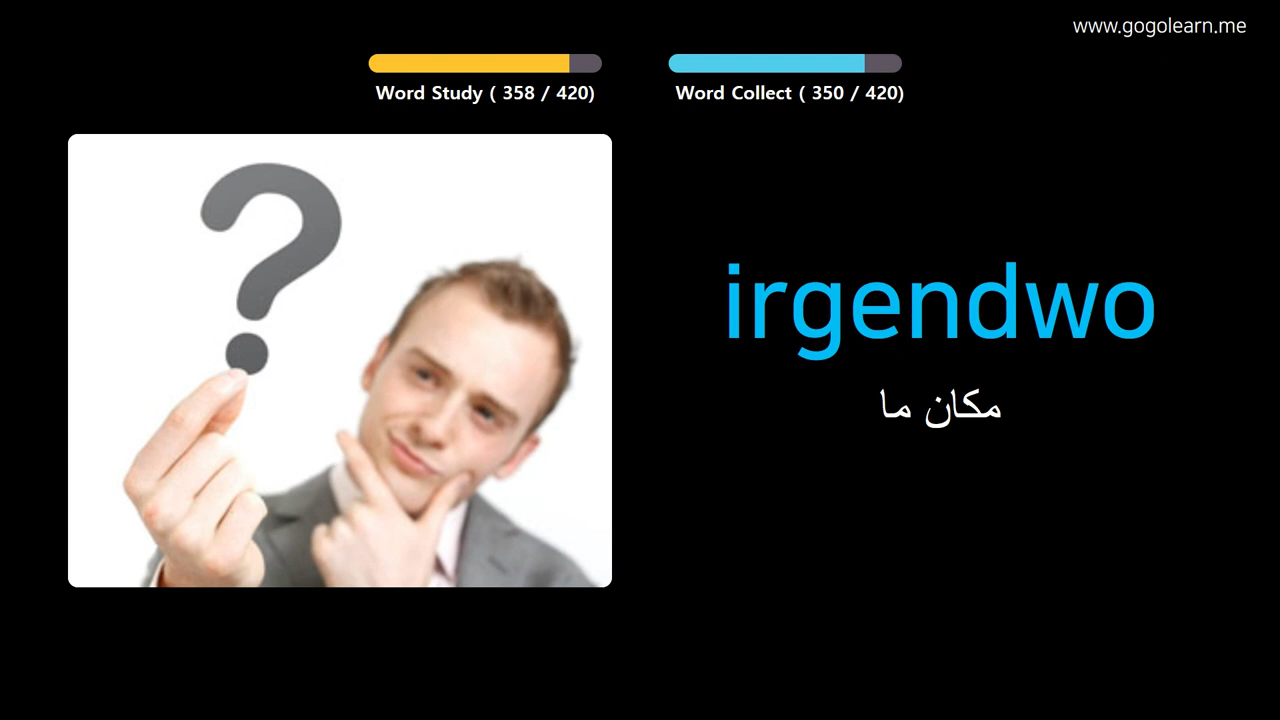 www.gogolearn.me
Word Study ( 358 / 420)
Word Collect ( 350 / 420)
?
irgendwo
مكان ما